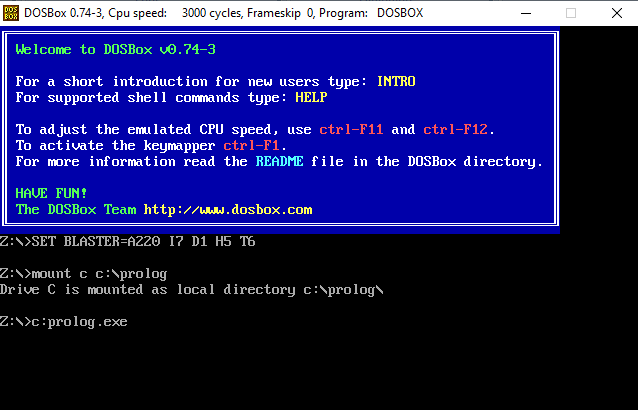 DOS
BOX
DOSBox 0.74-3, Cpu speed: 3000 cycles, Frameskip 0, Program: DOSBOX
Welcome to DOSBox v0.74-3
For a short introduction for new users type: INTRO
For supported shell commands type: HELP
To adjust the emulated CPU speed, use ctrl-F11 and ctrl-F12.
To activate the keymapper ctrl-F1.
For more information read the README file in the DOSBox directory.
HAVE FUN!
The DOSBox Team http://www.dosbox.com
Z:\>SET BLASTER=A220 I7 D1 H5 T6
Z:\>mount c c:\prolog
Drive C is mounted as local directory c:\prolog\
Z:\>c:prolog.exe